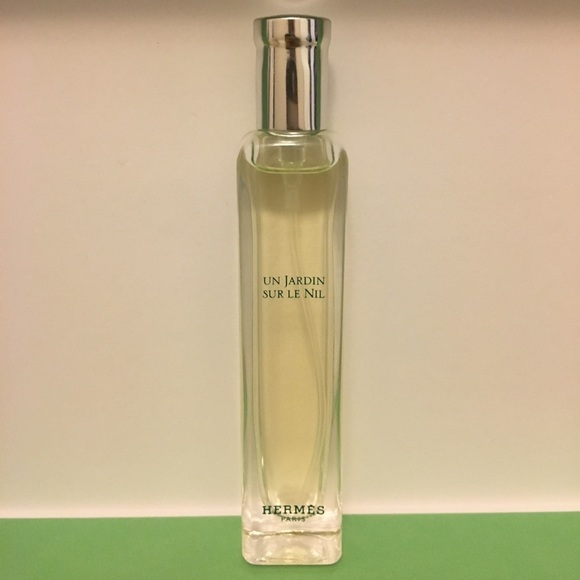 UN JARDIN
SUR LE NIL
HERMÈS
PARIS